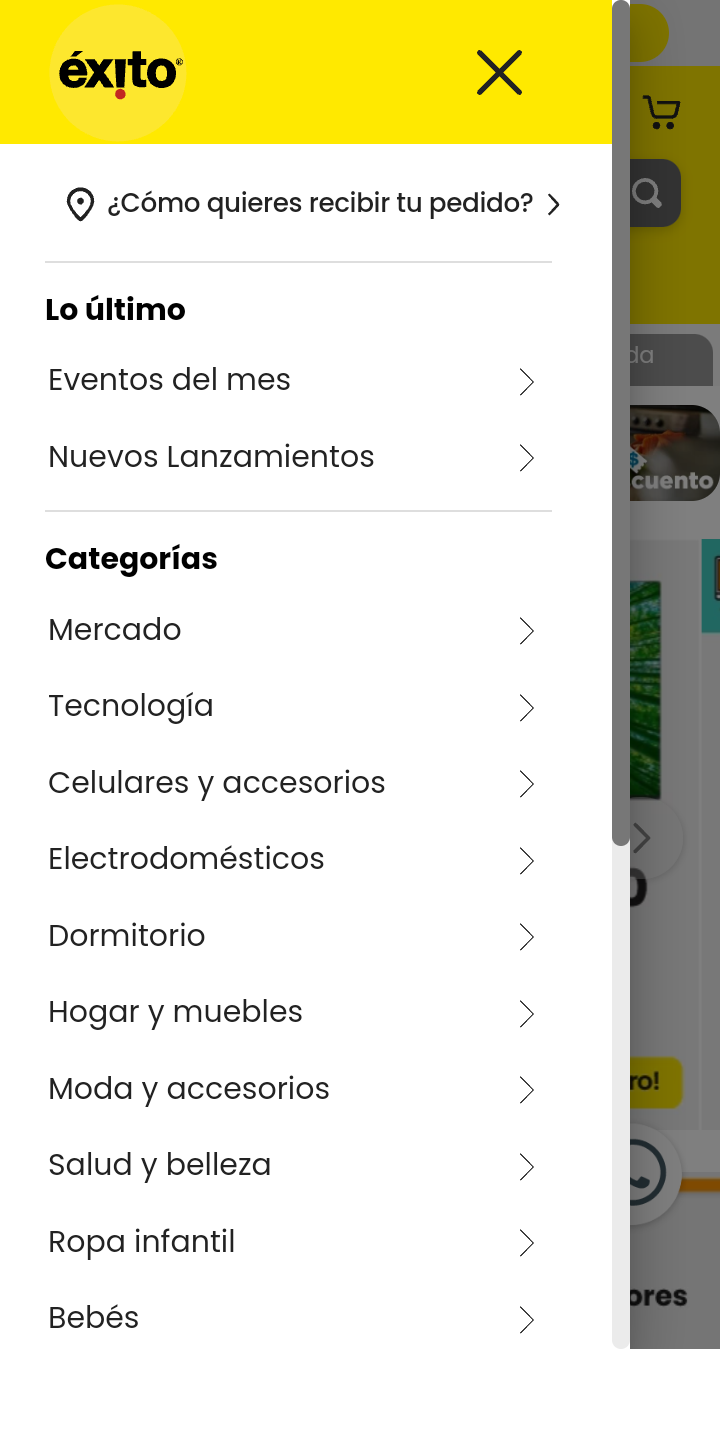 éxito®
¿Cómo quieres recibir tu pedido?
Lo último
Eventos del mes
Nuevos Lanzamientos
Categorías
Mercado
Tecnología
Celulares y accesorios
Electrodomésticos
Dormitorio
Hogar y muebles
Moda y accesorios
Salud y belleza
Ropa infantil
Bebés
da
cuento
ro!
ores